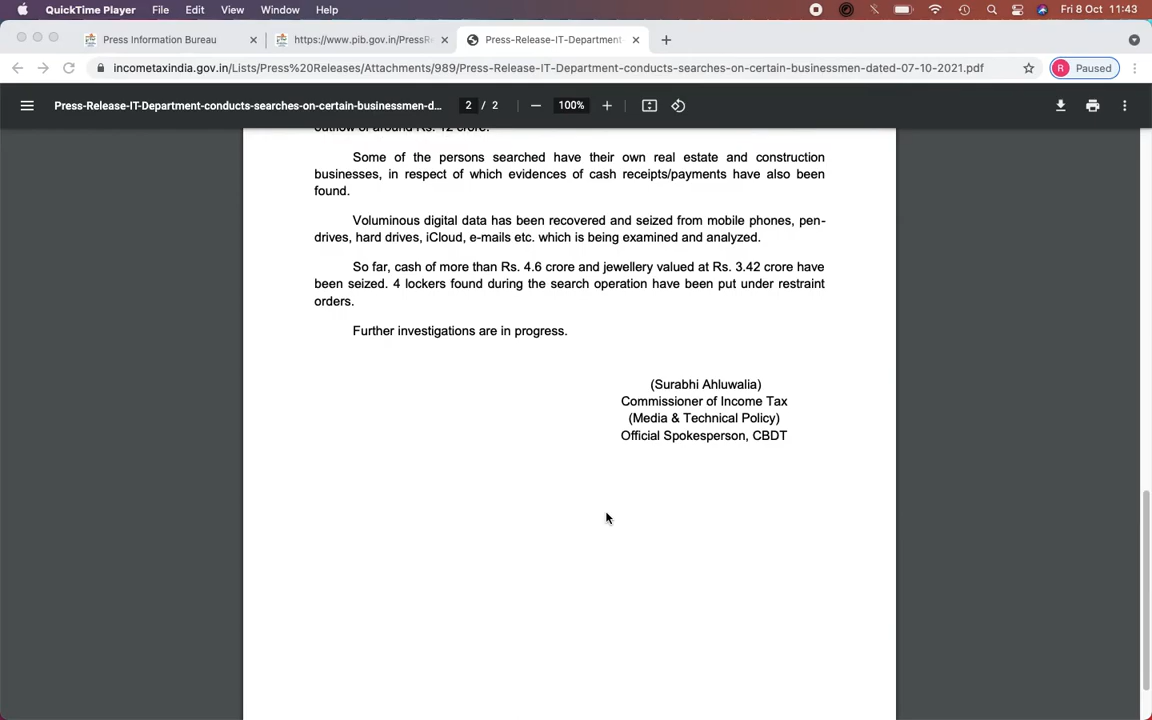 QuickTime Player File Edit View Window Help Fri 8 Oct 11:43
Press Information Bureau https://www.pib.gov.in/PressR Press-Release-IT-Department
incometaxindia.gov.in/Lists/Press%20Releases/Attachments/989/Press-Release-IT-Department-conducts-searches-on-certain-businessmen-dated-07-10-2021.pdf R Paused
Press-Release-IT-Department-conducts-searches-on-certain-businessmen-d... 2 / 2 100%
outflow of around Rs. 12 crore.
Some of the persons searched have their own real estate and construction
businesses, in respect of which evidences of cash receipts/payments have also been
found.
Voluminous digital data has been recovered and seized from mobile phones, pen-
drives, hard drives, iCloud, e-mails etc. which is being examined and analyzed.
So far, cash of more than Rs. 4.6 crore and jewellery valued at Rs. 3.42 crore have
been seized. 4 lockers found during the search operation have been put under restraint
orders.
Further investigations are in progress.
(Surabhi Ahluwalia)
Commissioner of Income Tax
(Media & Technical Policy)
Official Spokesperson, CBDT